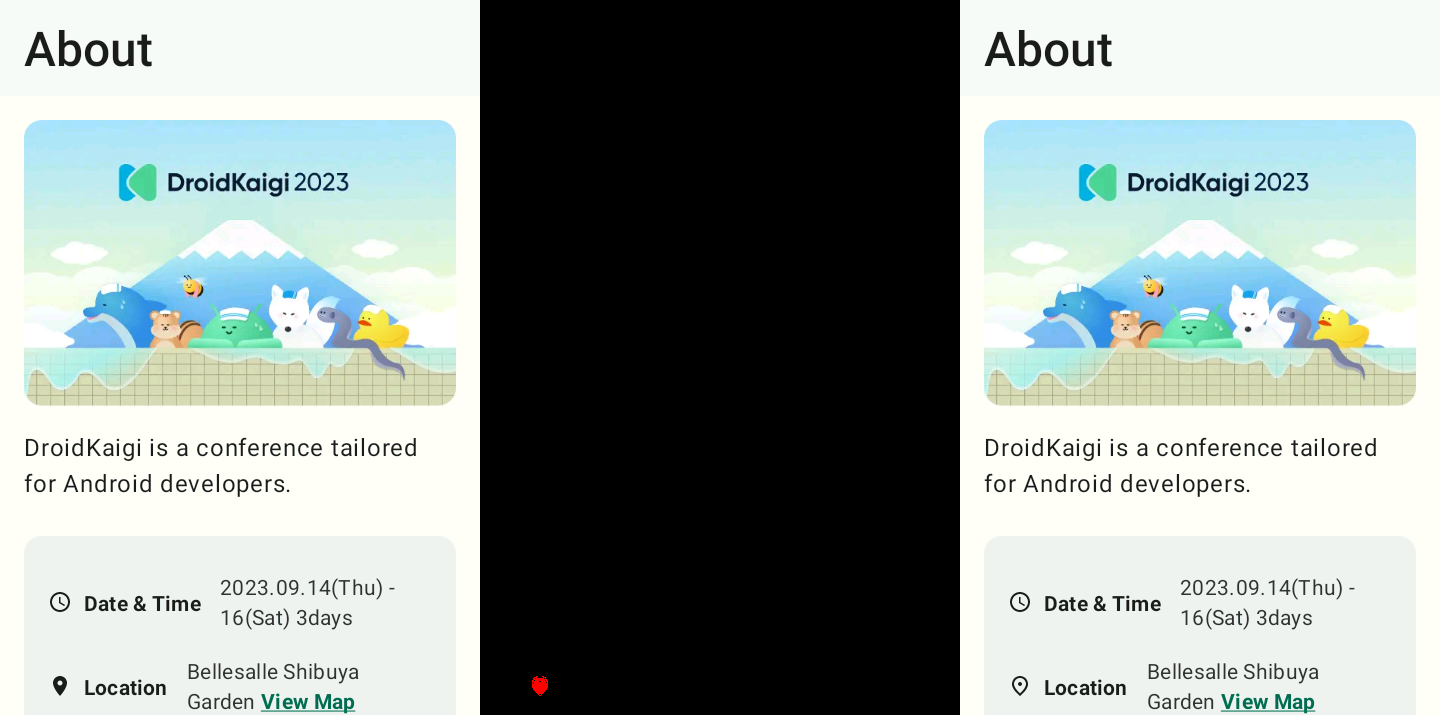 About
DroidKaigi 2023
DroidKaigi is a conference tailored
for Android developers.
Date & Time
2023.09.14(Thu) -
16(Sat) 3days
Location
Bellesalle Shibuya
Garden View Map
About
DroidKaigi 2023
DroidKaigi is a conference tailored
for Android developers.
Date & Time
2023.09.14(Thu) -
16(Sat) 3days
Location
Bellesalle Shibuya
Garden View Map